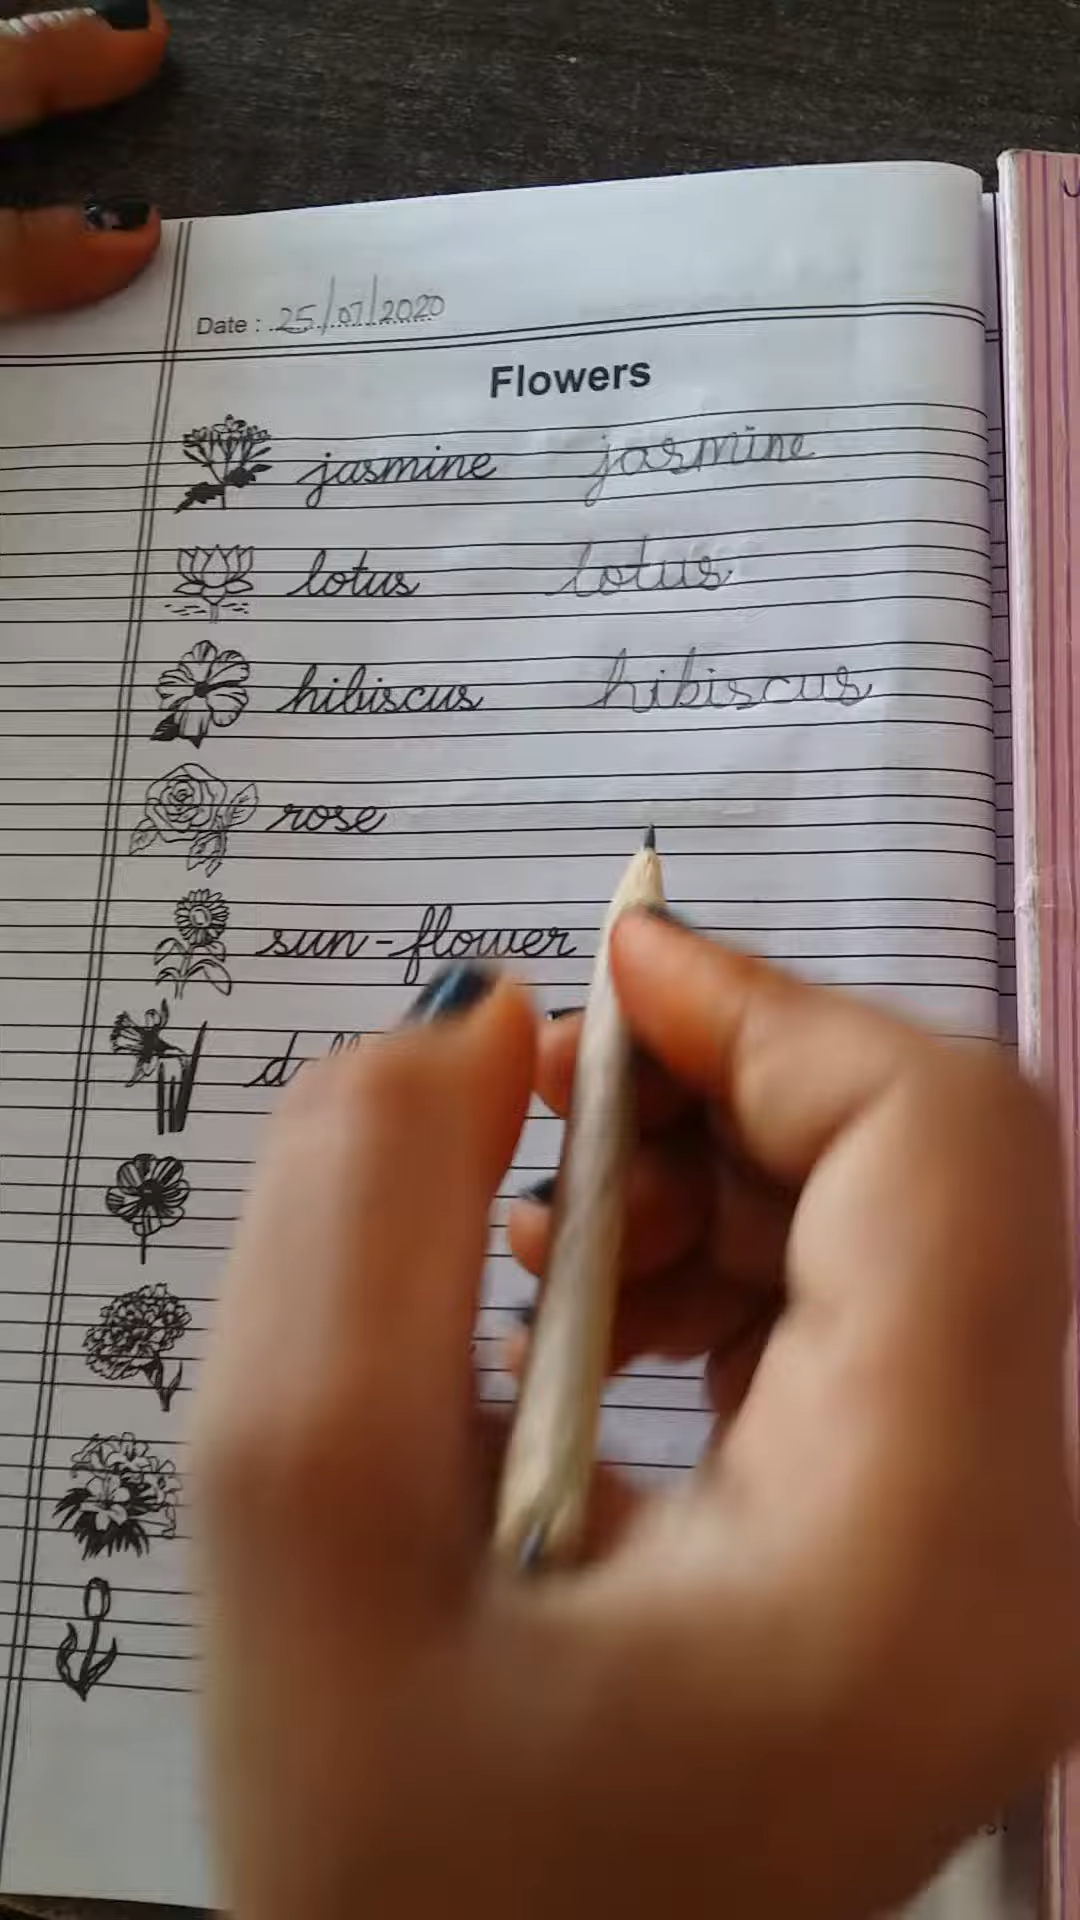 Date : 25/07/2020
Flowers
jasmine jasmine
lotus lotus
hibiscus hibiscus
rose
sun-flower